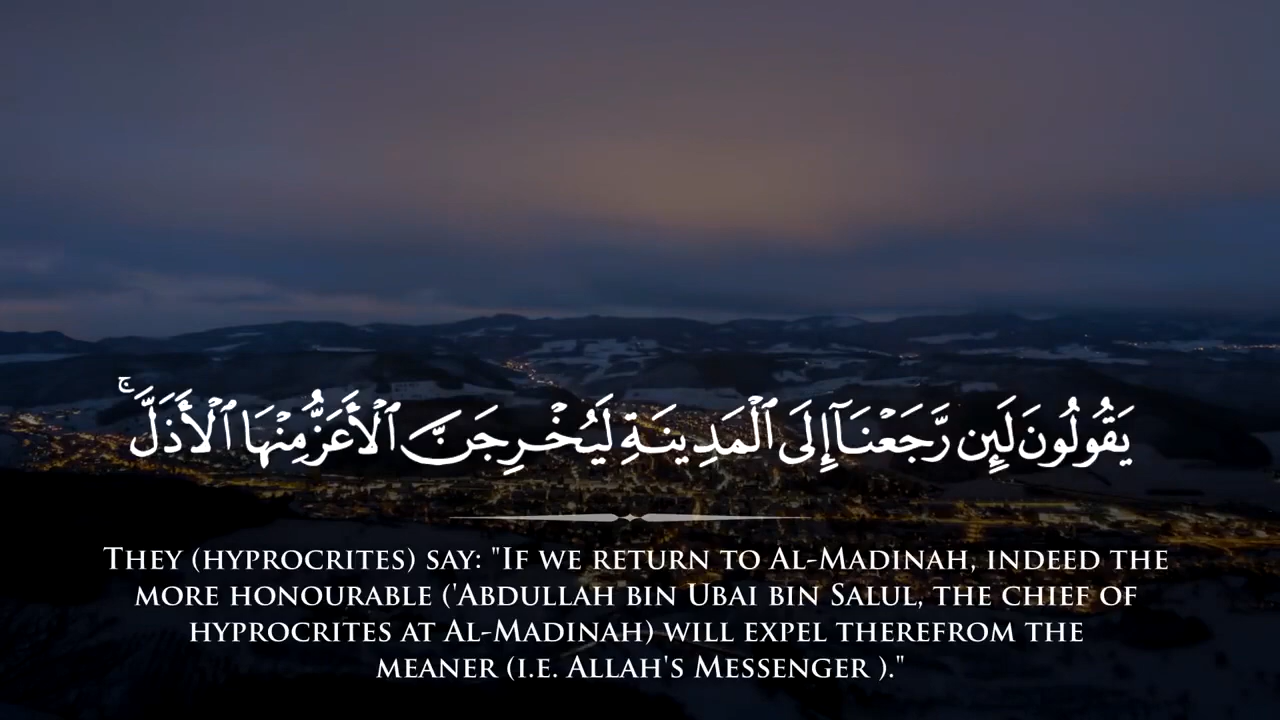 يَقُولُونَ لَئِن رَّجَعْنَآ إِلَى ٱلْمَدِينَةِ لَيُخْرِجَنَّ ٱلْأَعَزُّ مِنْهَا ٱلْأَذَلَّ ۚ
They (hyprocrites) say: "If we return to Al-Madinah, indeed the
more honourable ('Abdullah bin Ubai bin Salul, the chief of
hyprocrites at Al-Madinah) will expel therefrom the
meaner (i.e. Allah's Messenger )."